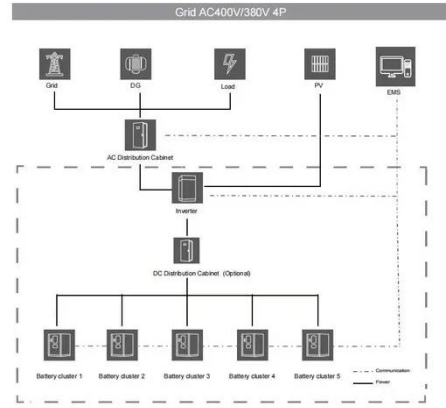 Grid AC400V/380V 4P
Grid
DG
Load
PV
EMS
AC Distribution Cabinet
Inverter
DC Distribution Cabinet (Optional)
Battery cluster 1
Battery cluster 2
Battery cluster 3
Battery cluster 4
Battery cluster 5
Communication
Power